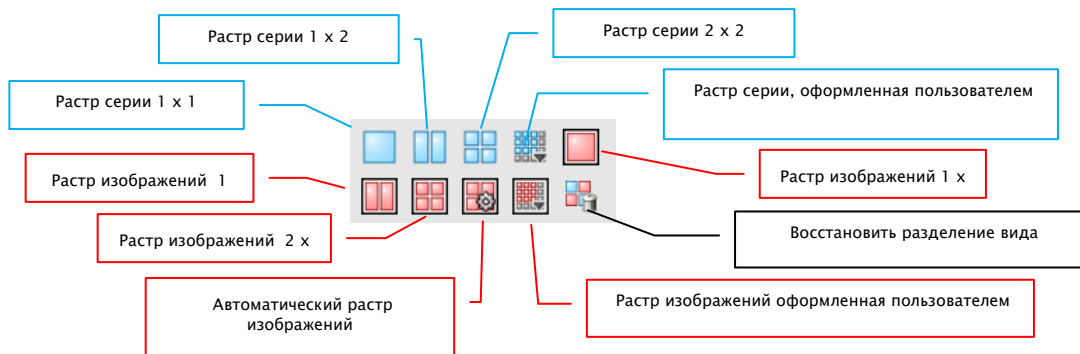 Растр серии 1 x 2
Растр серии 2 x 2
Растр серии 1 x 1
Растр серии, оформленная пользователем
Растр изображений 1
Растр изображений 1 x
Растр изображений 2 x
Восстановить разделение вида
Автоматический растр
изображений
Растр изображений оформленная пользователем